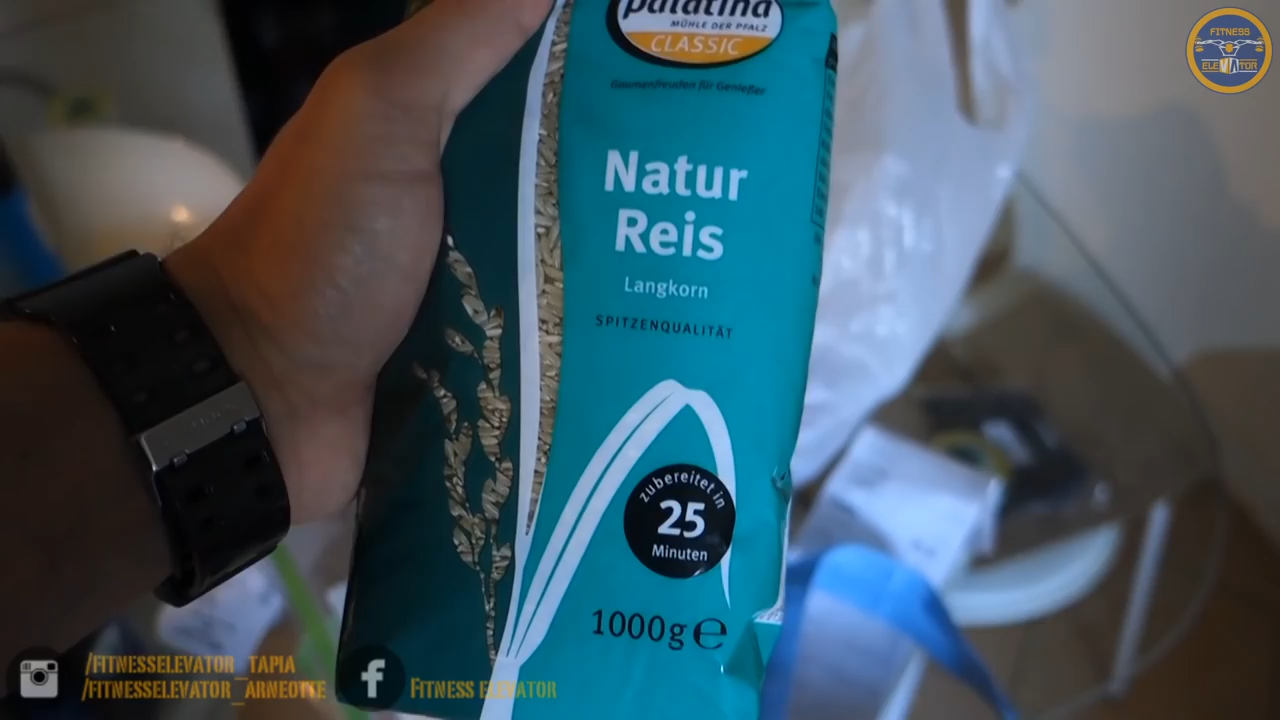 palatina
MÜHLE DER PFALZ
CLASSIC
Gaumenfreuden für Genießer
Natur
Reis
Langkorn
SPITZENQUALITÄT
zubereitet in
25
Minuten
1000g e
FITNESS
ELEVIATOR
/FITNESSELEVATOR_TAPIA
/FITNESSELEVATOR_ARNEOTTE
FITNESS ELEVATOR